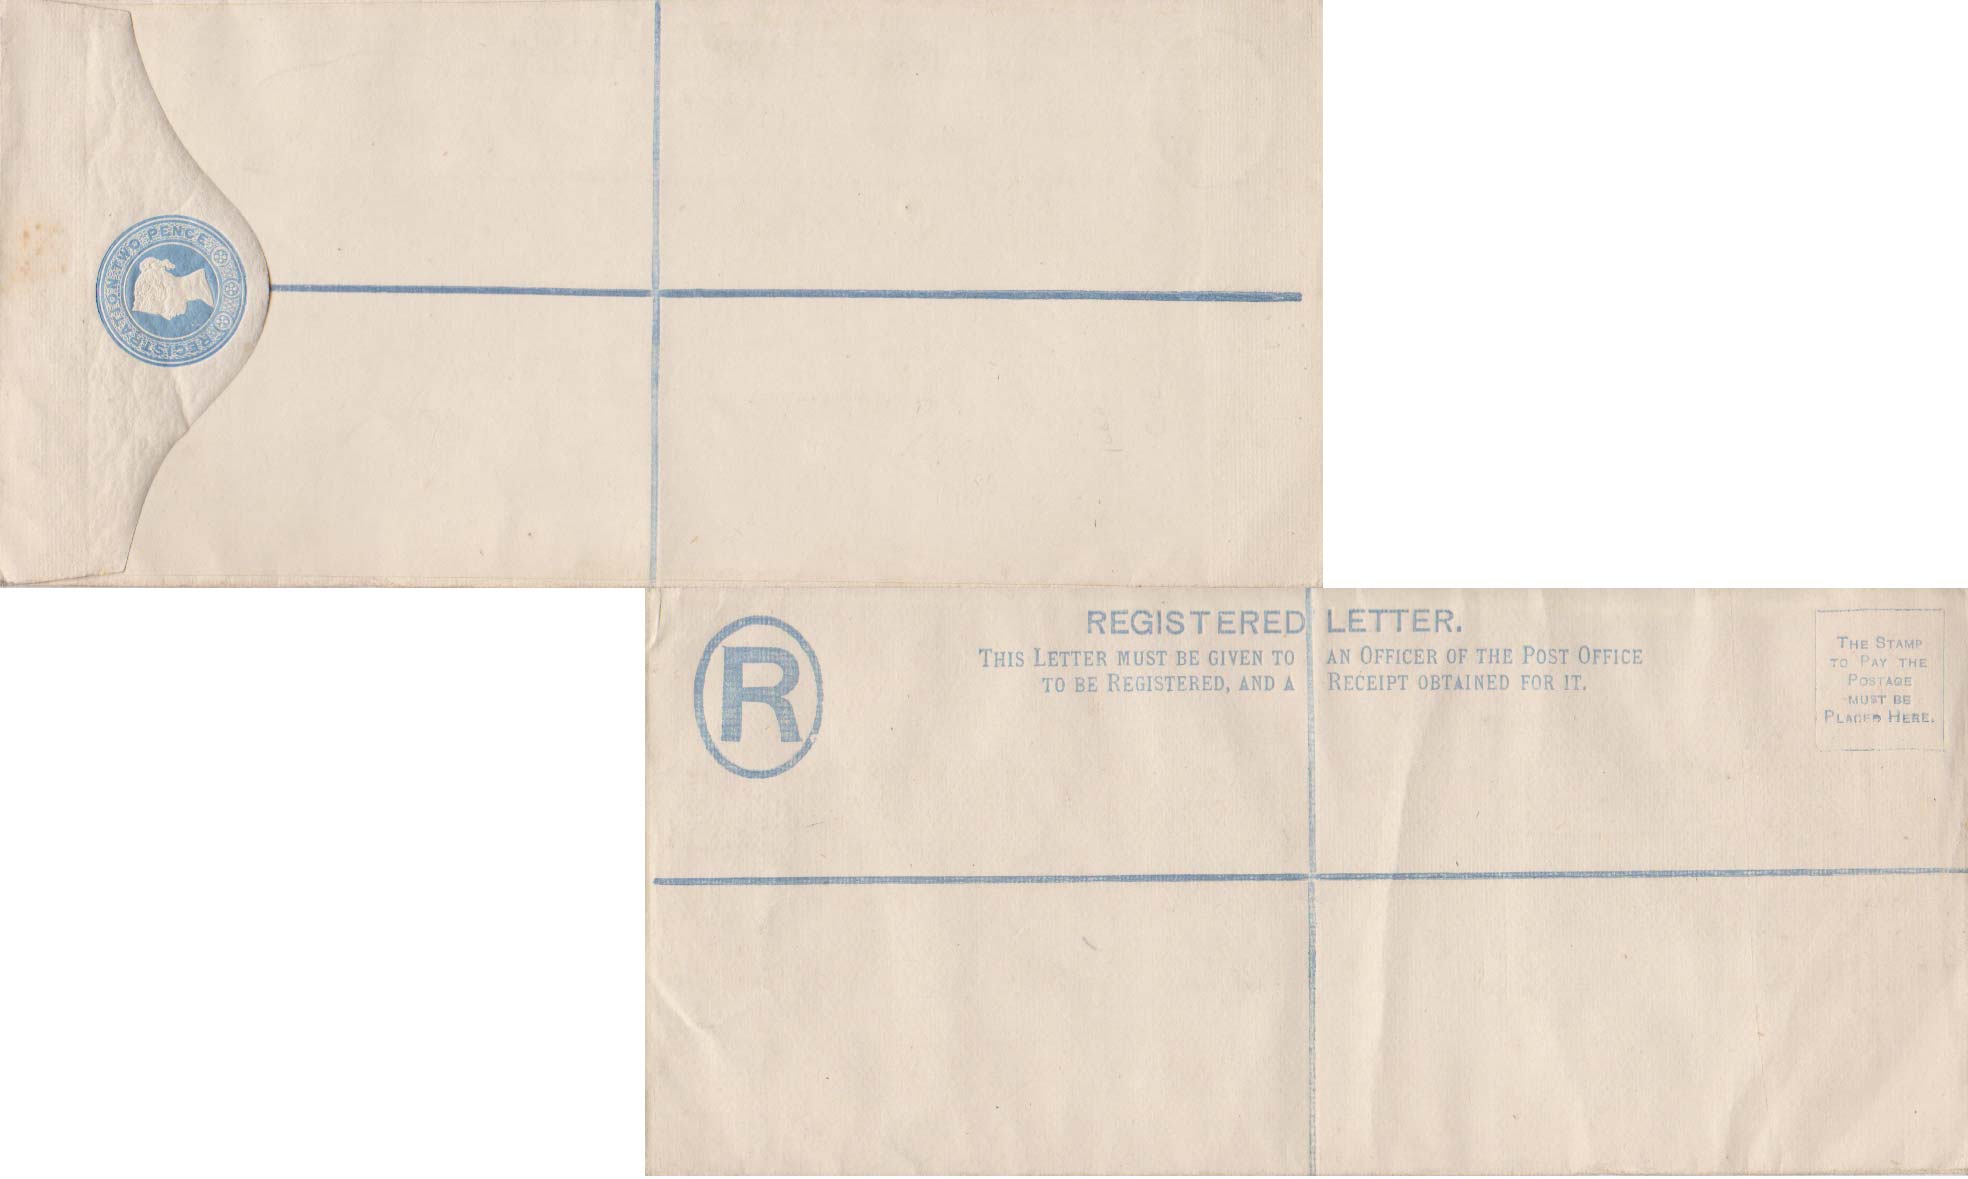 REGISTRATION TWO PENCE
REGISTERED LETTER.
THIS LETTER MUST BE GIVEN TO AN OFFICER OF THE POST OFFICE
TO BE REGISTERED, AND A RECEIPT OBTAINED FOR IT.
R
THE STAMP
TO PAY THE
POSTAGE
MUST BE
PLACED HERE.